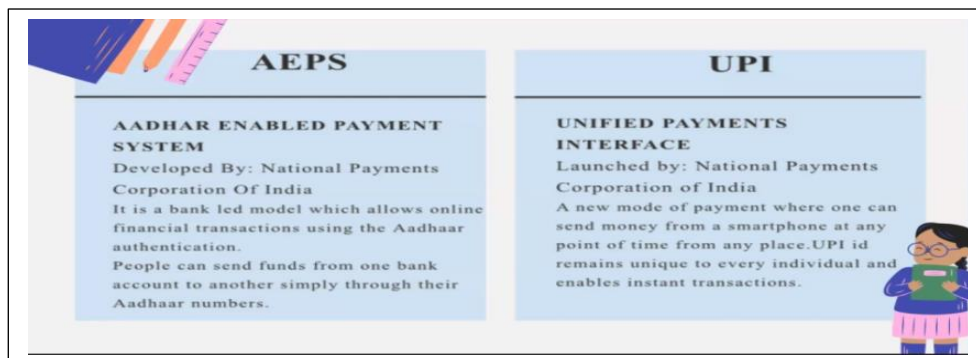 AEPS
AADHAR ENABLED PAYMENT
SYSTEM
Developed By: National Payments
Corporation Of India
It is a bank led model which allows online
financial transactions using the Aadhaar
authentication.
People can send funds from one bank
account to another simply through their
Aadhaar numbers.
UPI
UNIFIED PAYMENTS
INTERFACE
Launched by: National Payments
Corporation of India
A new mode of payment where one can
send money from a smartphone at any
point of time from any place.UPI id
remains unique to every individual and
enables instant transactions.